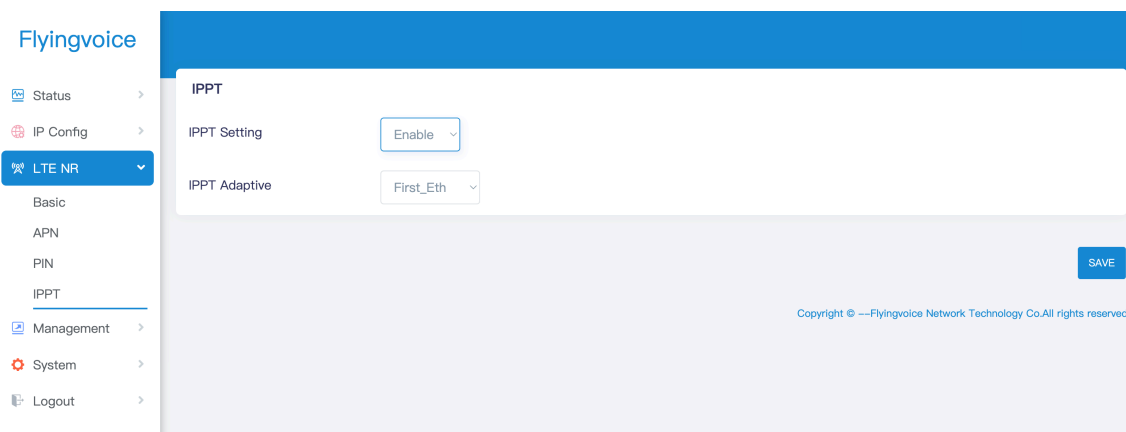 Flyingvoice
Status
IP Config
LTE NR
Basic
APN
PIN
IPPT
Management
System
Logout
IPPT
IPPT Setting
Enable
IPPT Adaptive
First_Eth
SAVE
Copyright © --Flyingvoice Network Technology Co.All rights reserved